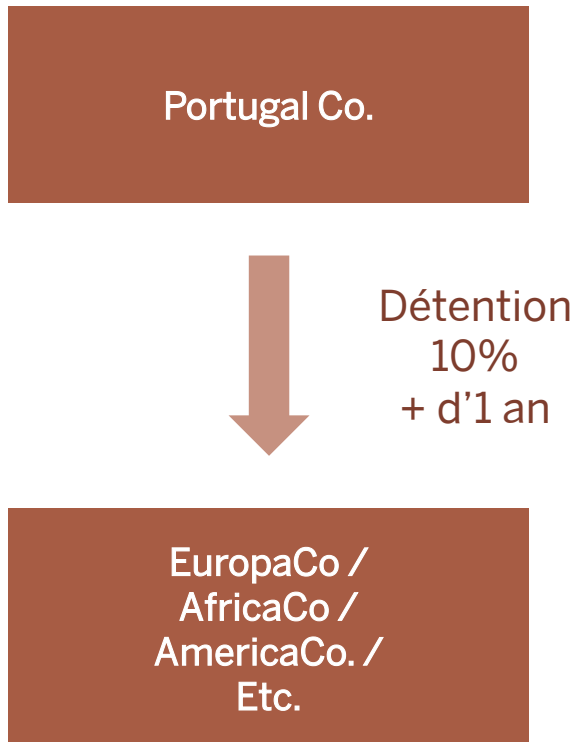 Portugal Co.
Détention
10%
+ d’1 an
EuropaCo /
AfricaCo /
AmericaCo. /
Etc.